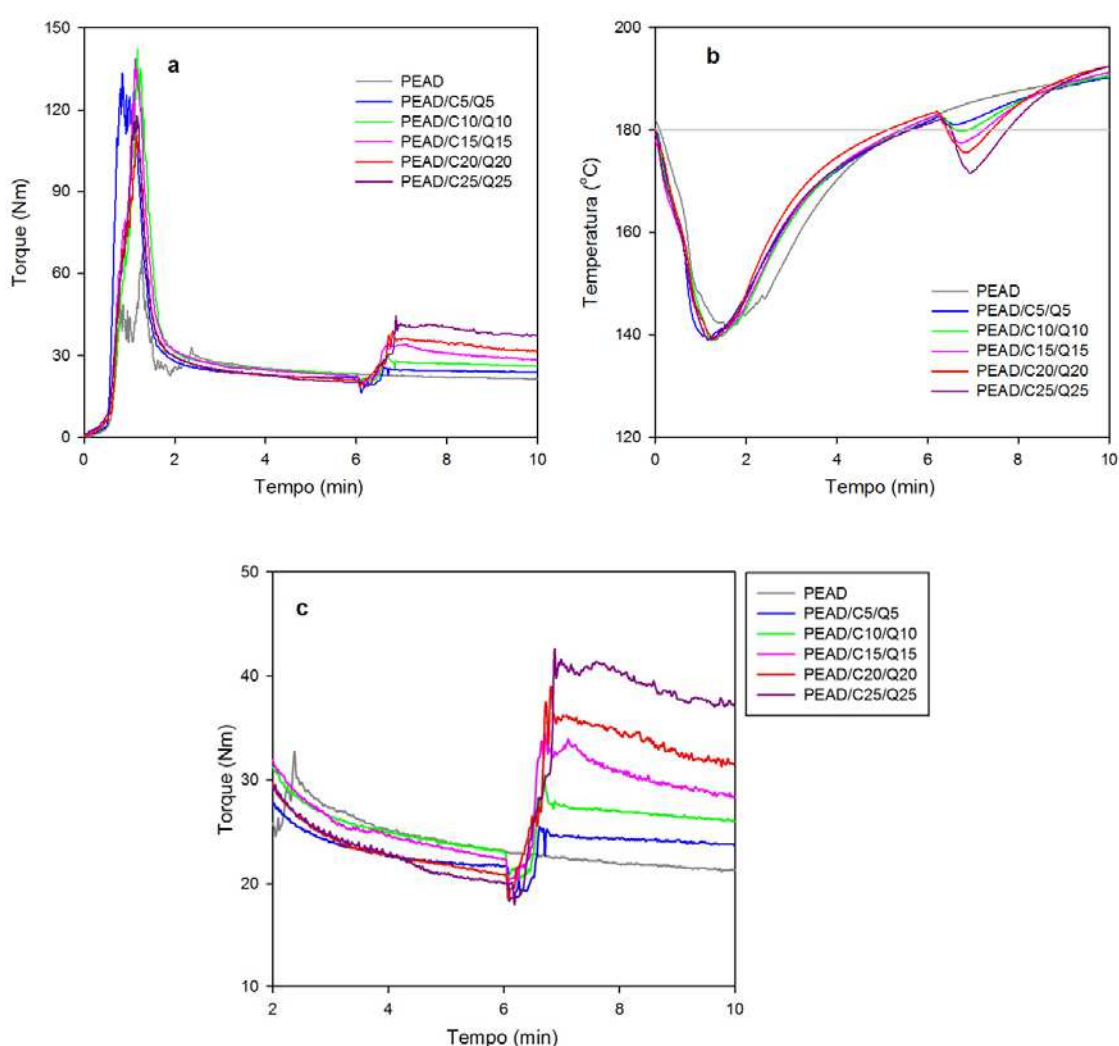 a
Torque (Nm)
150
120
90
60
30
0
0 2 4 6 8 10
Tempo (min)
PEAD
PEAD/C5/Q5
PEAD/C10/Q10
PEAD/C15/Q15
PEAD/C20/Q20
PEAD/C25/Q25
b
Temperatura (°C)
200
180
160
140
120
0 2 4 6 8 10
Tempo (min)
PEAD
PEAD/C5/Q5
PEAD/C10/Q10
PEAD/C15/Q15
PEAD/C20/Q20
PEAD/C25/Q25
c
Torque (Nm)
50
40
30
20
10
2 4 6 8 10
Tempo (min)
PEAD
PEAD/C5/Q5
PEAD/C10/Q10
PEAD/C15/Q15
PEAD/C20/Q20
PEAD/C25/Q25